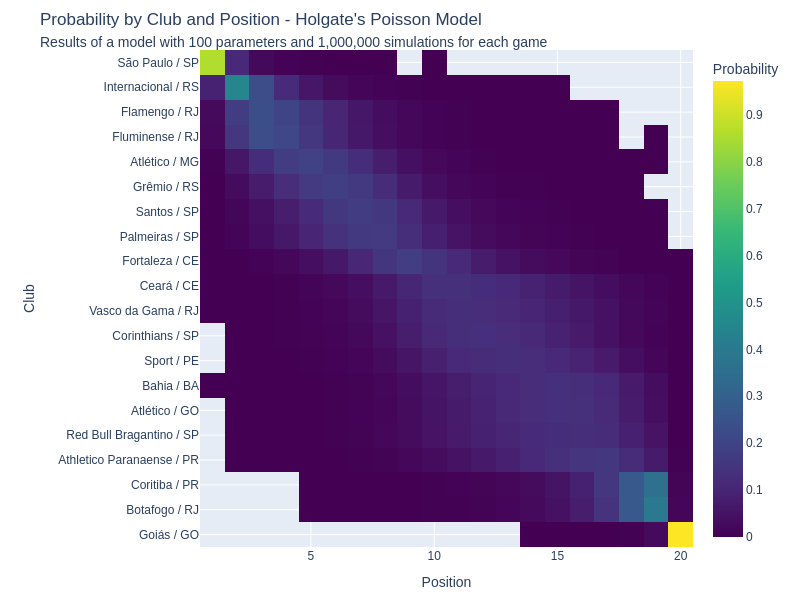 Probability by Club and Position - Holgate's Poisson Model
Results of a model with 100 parameters and 1,000,000 simulations for each game
Probability
Club
São Paulo / SP
Internacional / RS
Flamengo / RJ
Fluminense / RJ
Atlético / MG
Grêmio / RS
Santos / SP
Palmeiras / SP
Fortaleza / CE
Ceará / CE
Vasco da Gama / RJ
Corinthians / SP
Sport / PE
Bahia / BA
Atlético / GO
Red Bull Bragantino / SP
Athletico Paranaense / PR
Coritiba / PR
Botafogo / RJ
Goiás / GO
0.9
0.8
0.7
0.6
0.5
0.4
0.3
0.2
0.1
0
5 10 15 20
Position